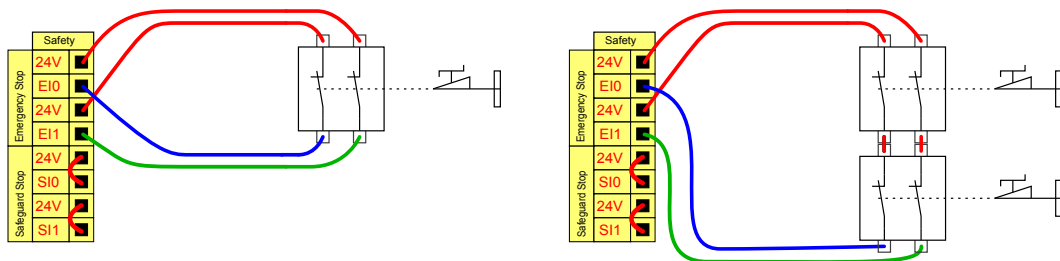 Safety
Emergency Stop
24V
EI0
24V
EI1
Safeguard Stop
24V
SI0
24V
SI1
Safety
Emergency Stop
24V
EI0
24V
EI1
Safeguard Stop
24V
SI0
24V
SI1